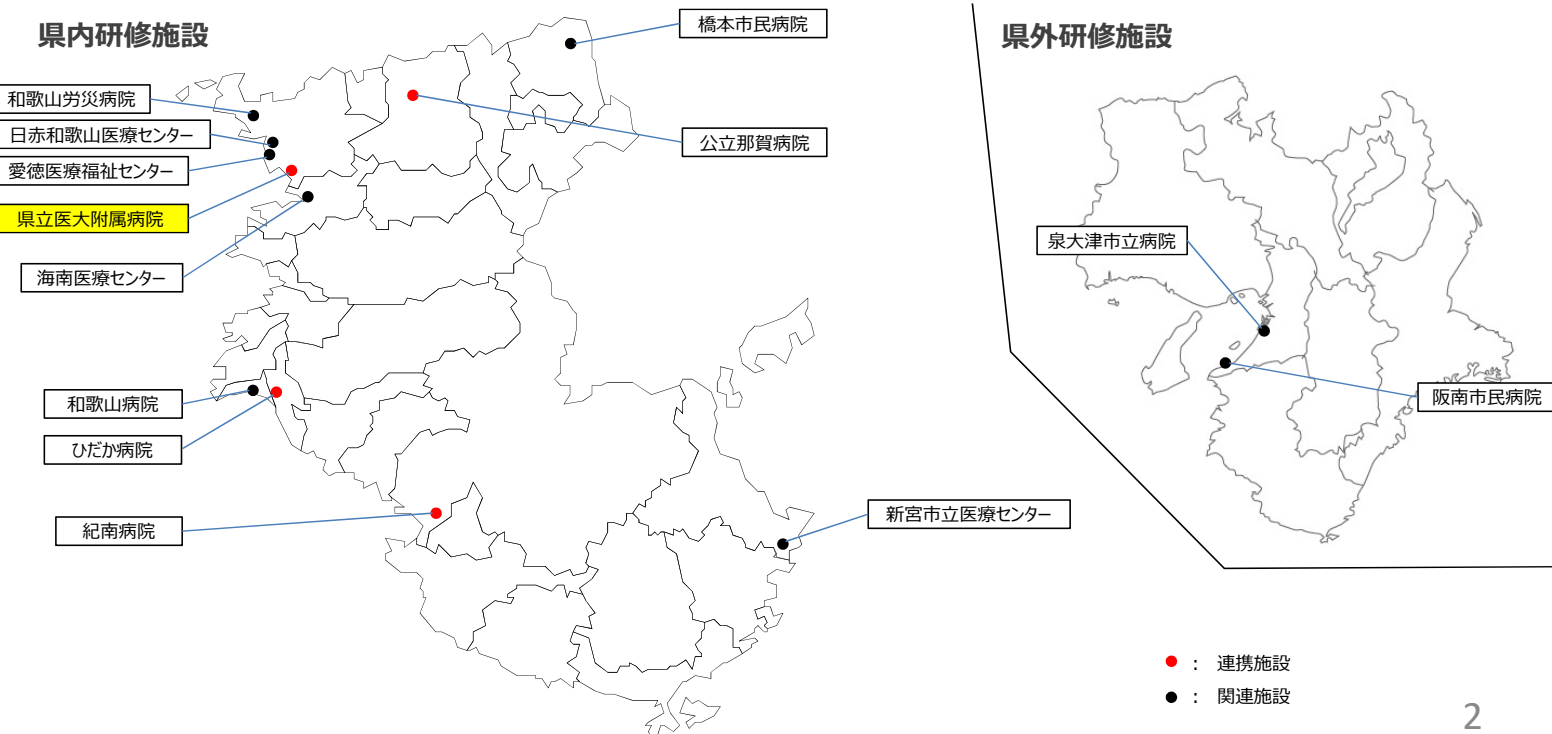 県内研修施設
橋本市民病院
和歌山労災病院
日赤和歌山医療センター
公立那賀病院
愛徳医療福祉センター
県立医大附属病院
海南医療センター
和歌山病院
ひだか病院
紀南病院
新宮市立医療センター
県外研修施設
泉大津市立病院
阪南市民病院
● : 連携施設
● : 関連施設
2